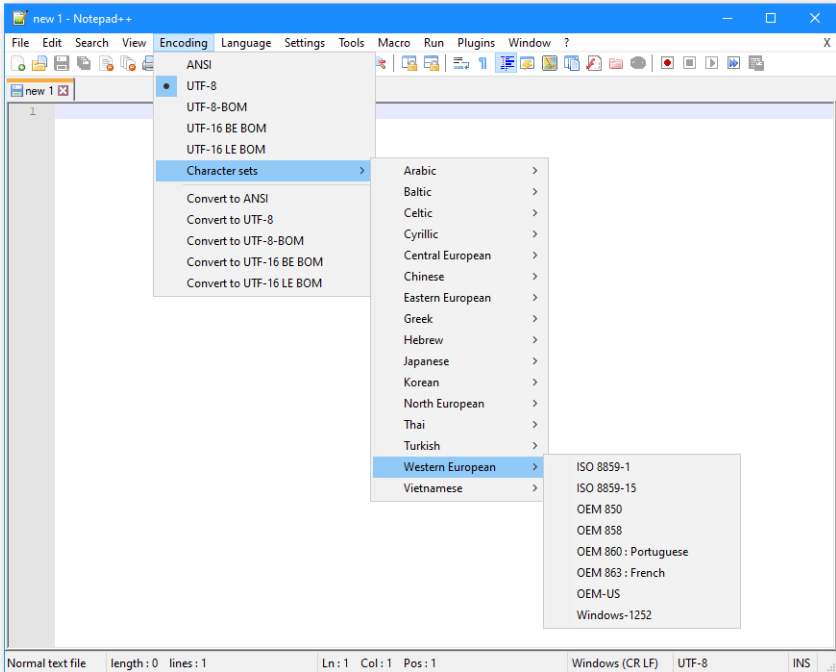 new 1 - Notepad++
File Edit Search View Encoding Language Settings Tools Macro Run Plugins Window ? X
new 1
1
ANSI
UTF-8
UTF-8-BOM
UTF-16 BE BOM
UTF-16 LE BOM
Character sets
Convert to ANSI
Convert to UTF-8
Convert to UTF-8-BOM
Convert to UTF-16 BE BOM
Convert to UTF-16 LE BOM
Arabic
Baltic
Celtic
Cyrillic
Central European
Chinese
Eastern European
Greek
Hebrew
Japanese
Korean
North European
Thai
Turkish
Western European
Vietnamese
ISO 8859-1
ISO 8859-15
OEM 850
OEM 858
OEM 860 : Portuguese
OEM 863 : French
OEM-US
Windows-1252
Normal text file length : 0 lines : 1 Ln : 1 Col : 1 Pos : 1 Windows (CR LF) UTF-8 INS